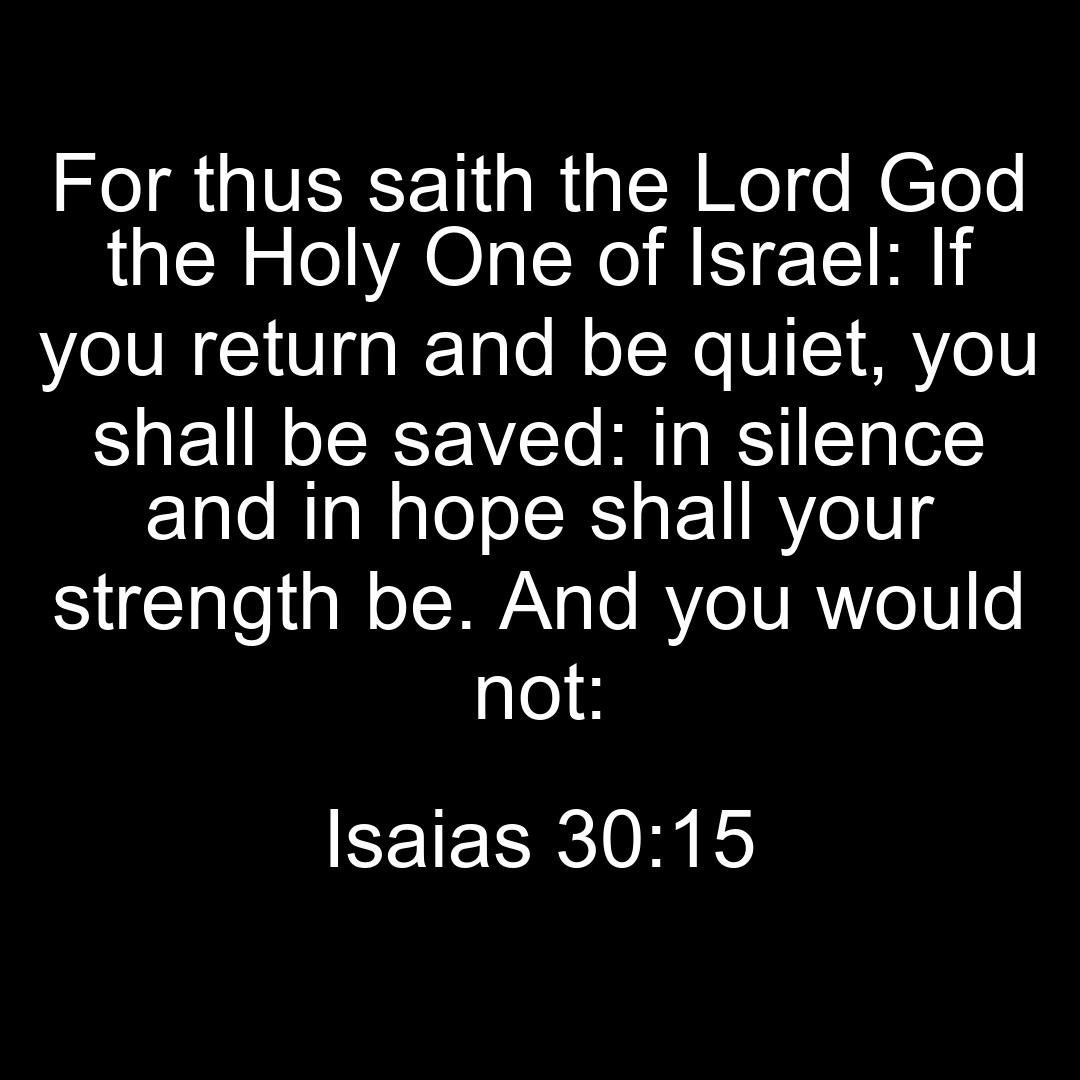 For thus saith the Lord God
the Holy One of Israel: If
you return and be quiet, you
shall be saved: in silence
and in hope shall your
strength be. And you would
not:
Isaias 30:15